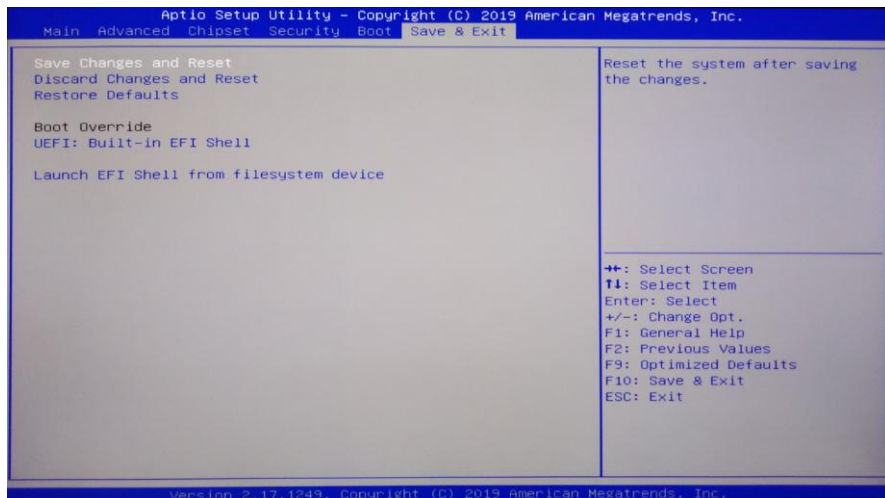 Aptio Setup Utility - Copyright (C) 2019 American Megatrends, Inc.
Main Advanced Chipset Security Boot Save & Exit
Save Changes and Reset
Discard Changes and Reset
Restore Defaults
Boot Override
UEFI: Built-in EFI Shell
Launch EFI Shell from filesystem device
Reset the system after saving
the changes.
→←: Select Screen
↑↓: Select Item
Enter: Select
+/-: Change Opt.
F1: General Help
F2: Previous Values
F9: Optimized Defaults
F10: Save & Exit
ESC: Exit
Version 2.17.1249. Copyright (C) 2019 American Megatrends, Inc.